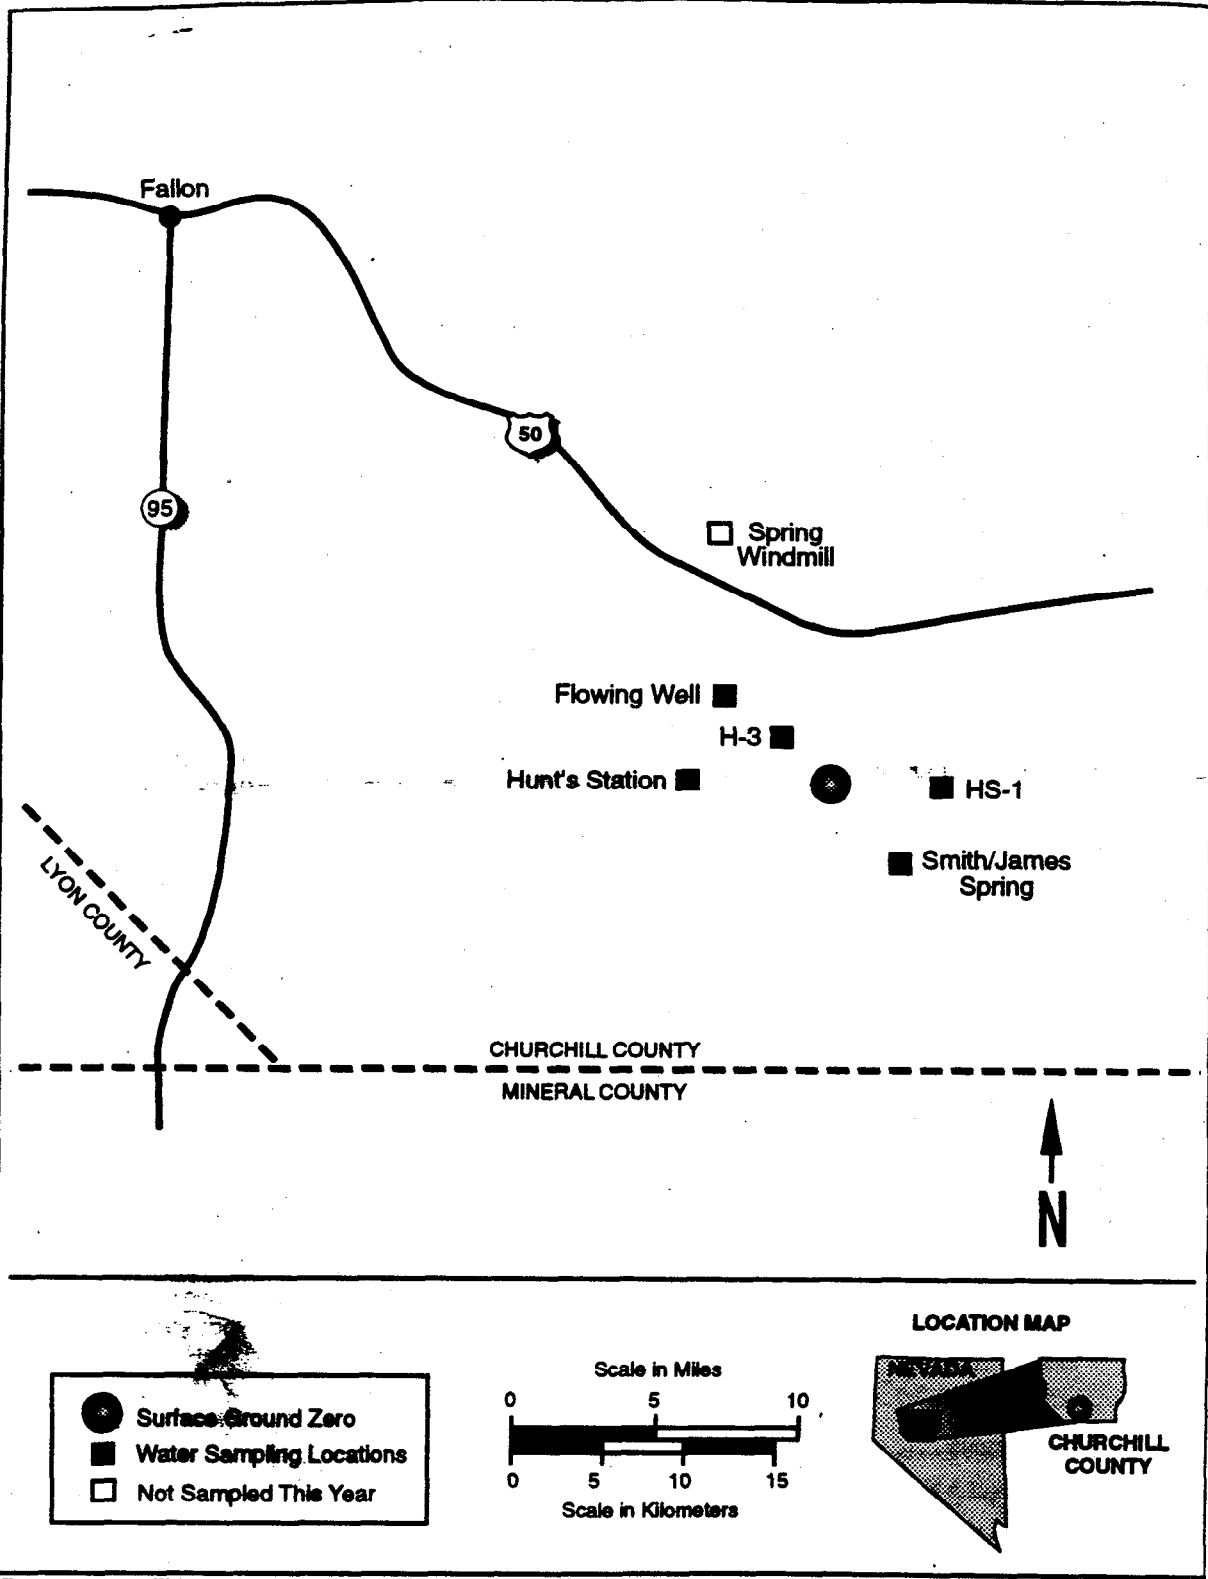 Fallon
50
95
Spring
Windmill
Flowing Well
H-3
Hunt's Station
HS-1
Smith/James
Spring
LYON COUNTY
CHURCHILL COUNTY
MINERAL COUNTY
N
LOCATION MAP
NEVADA
CHURCHILL
COUNTY
Scale in Miles
0 5 10
0 5 10 15
Scale in Kilometers
Surface Ground Zero
Water Sampling Locations
Not Sampled This Year